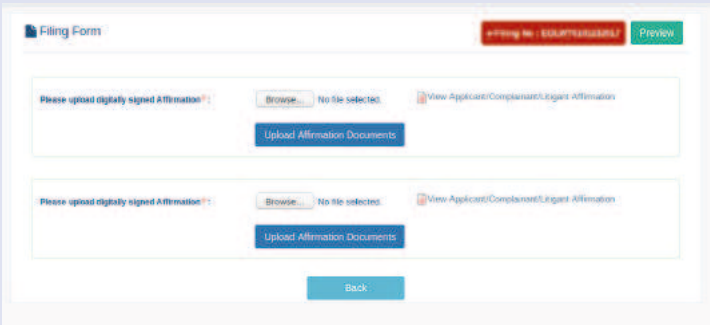 Filing Form
e-Filing No :
Preview
Please upload digitally signed Affirmation * :
Browse... No file selected.
View Applicant/Complainant/Litigant Affirmation
Upload Affirmation Documents
Please upload digitally signed Affirmation * :
Browse... No file selected.
View Applicant/Complainant/Litigant Affirmation
Upload Affirmation Documents
Back